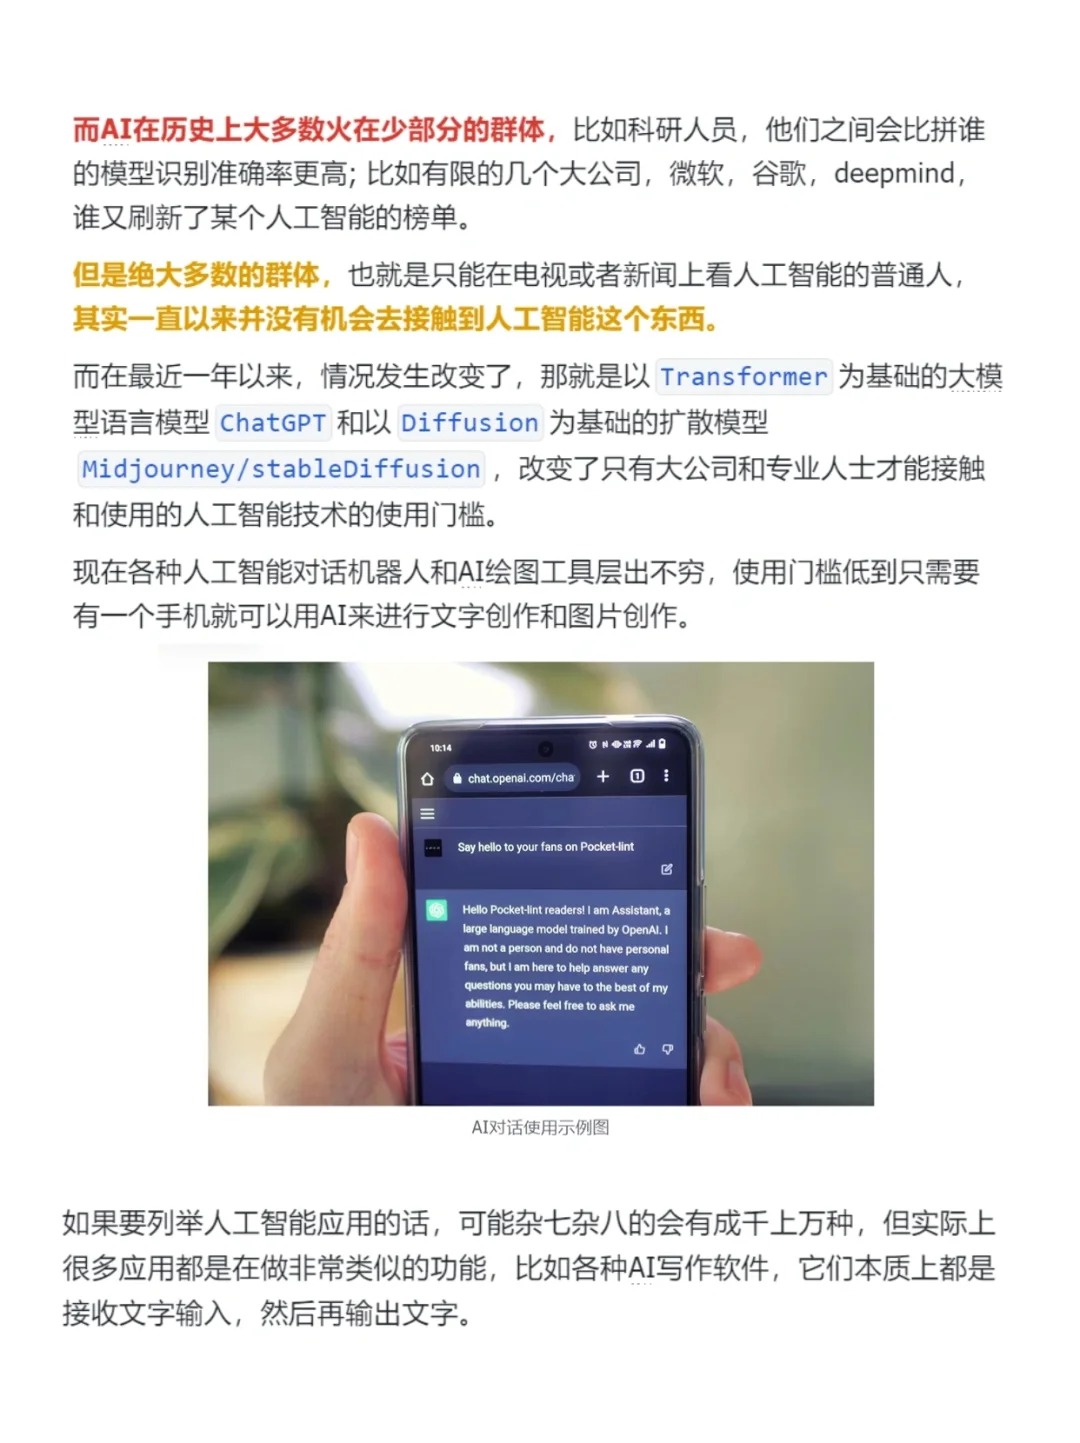 而AI在历史上大多数火在少部分的群体，比如科研人员，他们之间会比拼谁
的模型识别准确率更高; 比如有限的几个大公司，微软，谷歌，deepmind，
谁又刷新了某个人工智能的榜单。
但是绝大多数的群体，也就是只能在电视或者新闻上看人工智能的普通人，
其实一直以来并没有机会去接触到人工智能这个东西。
而在最近一年以来，情况发生改变了，那就是以 Transformer 为基础的大模
型语言模型 ChatGPT 和以 Diffusion 为基础的扩散模型
Midjourney/stableDiffusion ，改变了只有大公司和专业人士才能接触
和使用的人工智能技术的使用门槛。
现在各种人工智能对话机器人和AI绘图工具层出不穷，使用门槛低到只需要
有一个手机就可以用AI来进行文字创作和图片创作。
10:14
chat.openai.com/cha
1
Say hello to your fans on Pocket-lint
Hello Pocket-lint readers! I am Assistant, a
large language model trained by OpenAI. I
am not a person and do not have personal
fans, but I am here to help answer any
questions you may have to the best of my
abilities. Please feel free to ask me
anything.
AI对话使用示例图
如果要列举人工智能应用的话，可能杂七杂八的会有成千上万种，但实际上
很多应用都是在做非常类似的功能，比如各种AI写作软件，它们本质上都是
接收文字输入，然后再输出文字。